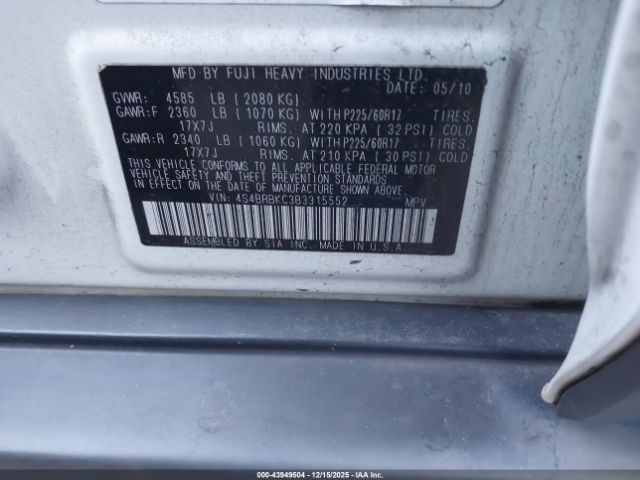 MFD BY FUJI HEAVY INDUSTRIES LTD.
DATE: 05/10
GVWR: 4585 LB (2080 KG)
GAWR:F 2360 LB (1070 KG) WITH P225/60R17 TIRES.
17X7J RIMS. AT 220 KPA (32 PSI) COLD
GAWR:R 2340 LB (1060 KG) WITH P225/60R17 TIRES.
17X7J RIMS. AT 210 KPA (30 PSI) COLD
THIS VEHICLE CONFORMS TO ALL APPLICABLE FEDERAL MOTOR
VEHICLE SAFETY AND THEFT PREVENTION STANDARDS
IN EFFECT ON THE DATE OF MANUFACTURE SHOWN ABOVE.
VIN: 4S4BRBKC3B3315552 MPV
ASSEMBLED BY SIA INC. MADE IN U.S.A.
000-43949504 - 12/15/2025 - IAAI.COM